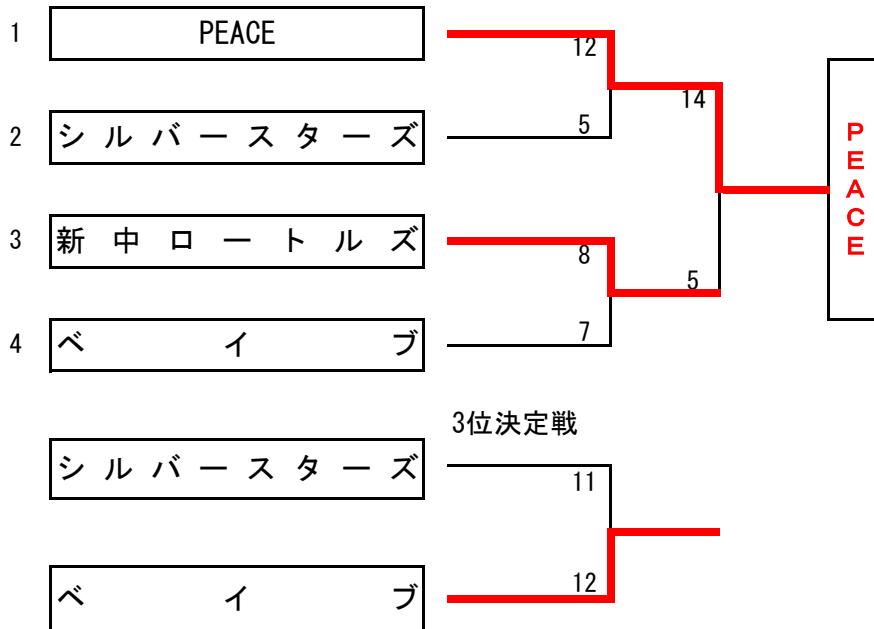 1 PEACE
12
14
2 シルバースターズ
5
PEACE
3 新中ロートルズ
8
5
4 ベイブ
7
3位決定戦
シルバースターズ
11
ベイブ
12